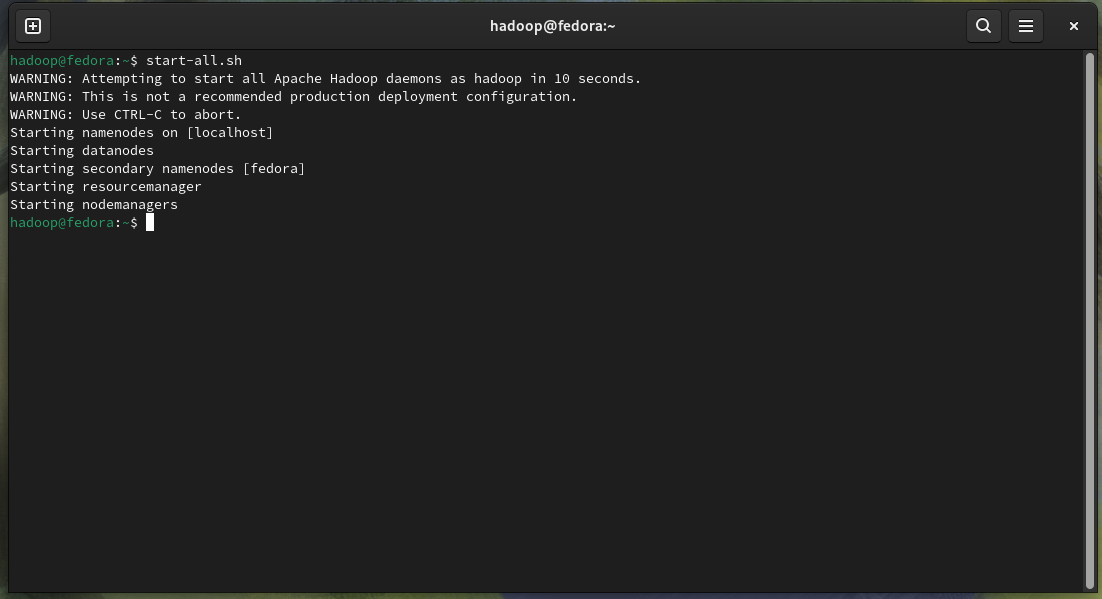 hadoop@fedora:~
hadoop@fedora:~$ start-all.sh
WARNING: Attempting to start all Apache Hadoop daemons as hadoop in 10 seconds.
WARNING: This is not a recommended production deployment configuration.
WARNING: Use CTRL-C to abort.
Starting namenodes on [localhost]
Starting datanodes
Starting secondary namenodes [fedora]
Starting resourcemanager
Starting nodemanagers
hadoop@fedora:~$